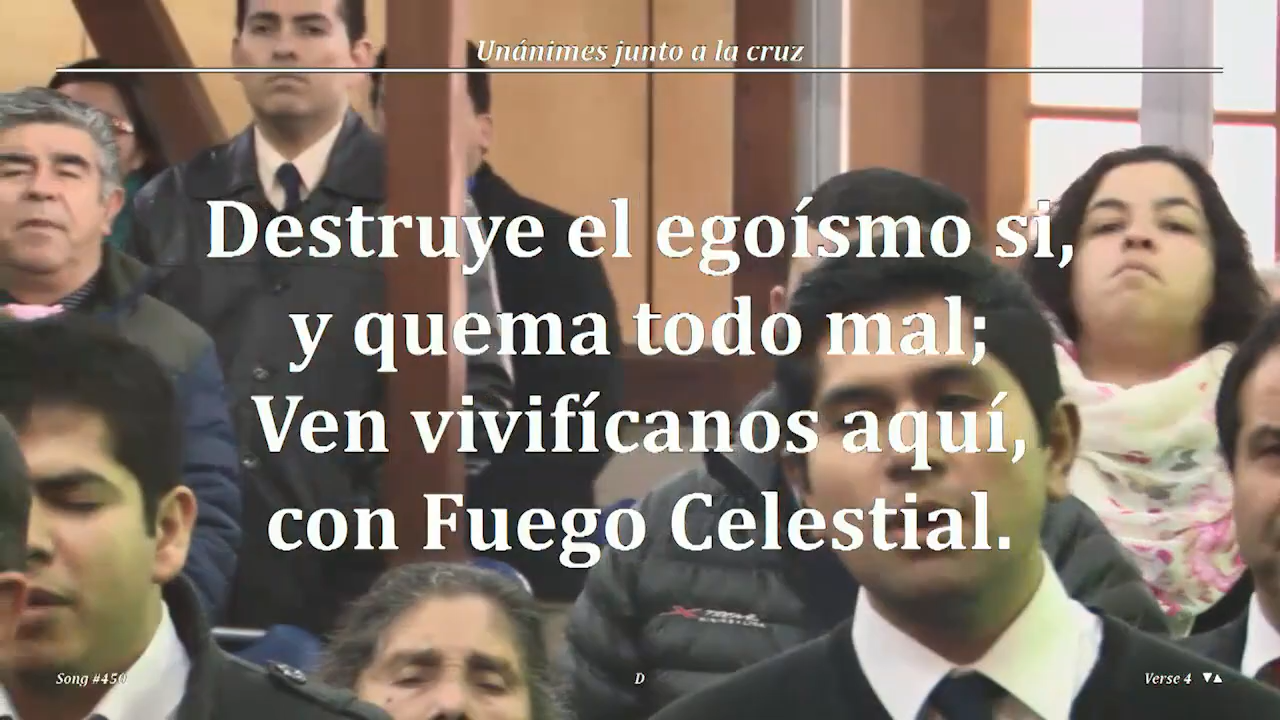 Unánimes junto a la cruz
Destruye el egoísmo si,
y quema todo mal;
Ven vivifícanos aquí,
con Fuego Celestial.
Song #450
D
Verse 4 ▼▲